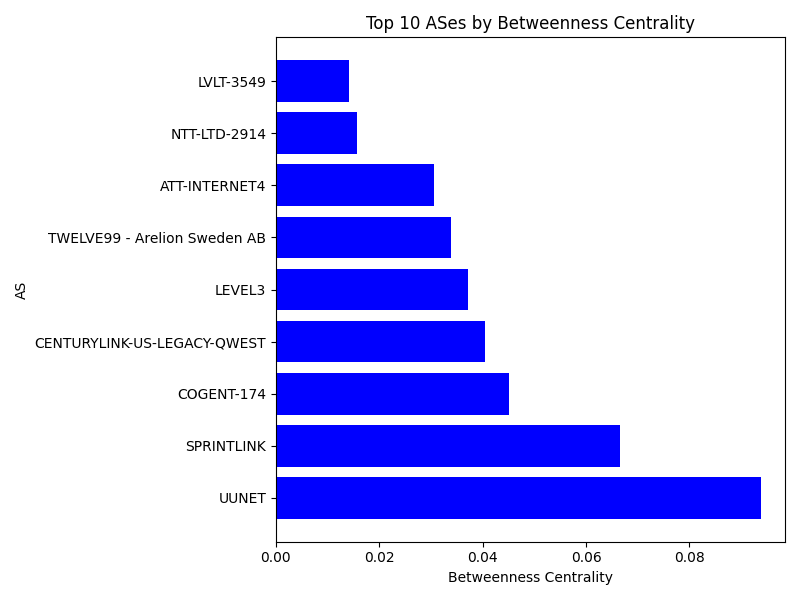 Top 10 ASes by Betweenness Centrality
LVLT-3549
NTT-LTD-2914
ATT-INTERNET4
TWELVE99 - Arelion Sweden AB
LEVEL3
CENTURYLINK-US-LEGACY-QWEST
COGENT-174
SPRINTLINK
UUNET
AS
0.00 0.02 0.04 0.06 0.08
Betweenness Centrality